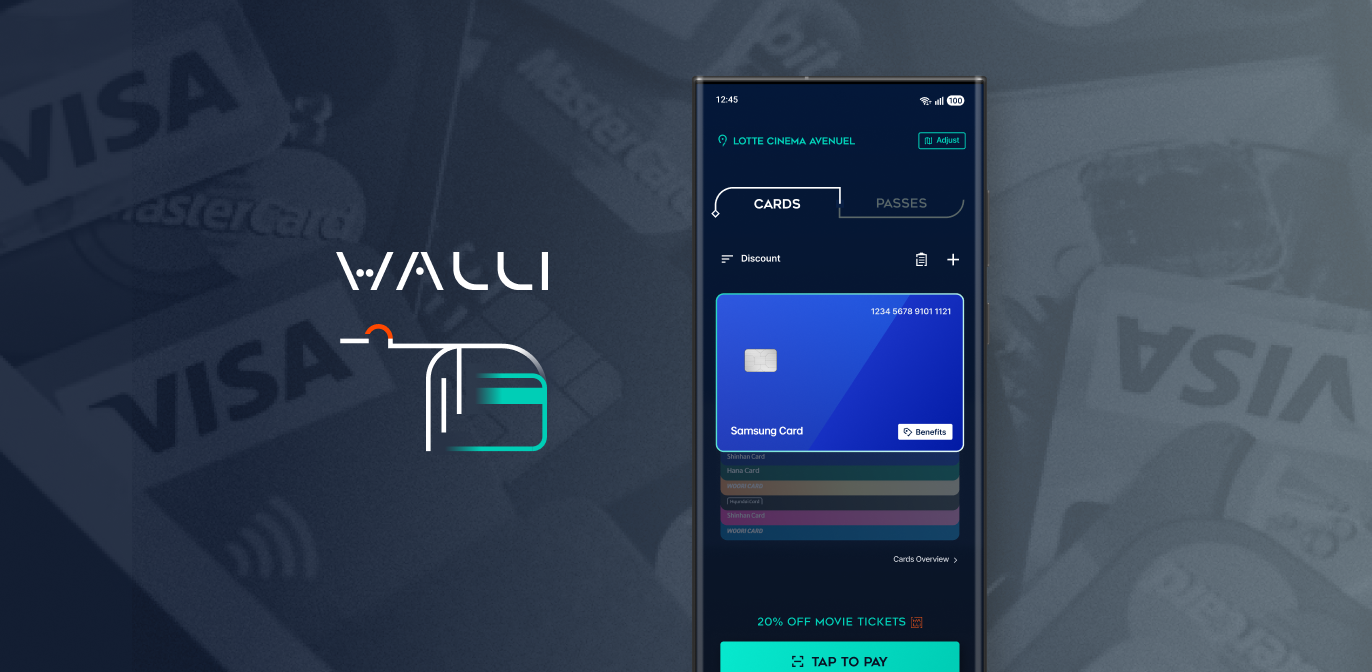 VISA
MasterCard
MasterCard
VISA
VISA
WALLI
12:45
100
LOTTE CINEMA AVENUEL
Adjust
CARDS
PASSES
Discount
1234 5678 9101 1121
Samsung Card
Benefits
Shinhan Card
Hana Card
WOORI CARD
Hyundai Card
Shinhan Card
WOORI CARD
Cards Overview
20% OFF MOVIE TICKETS
TAP TO PAY